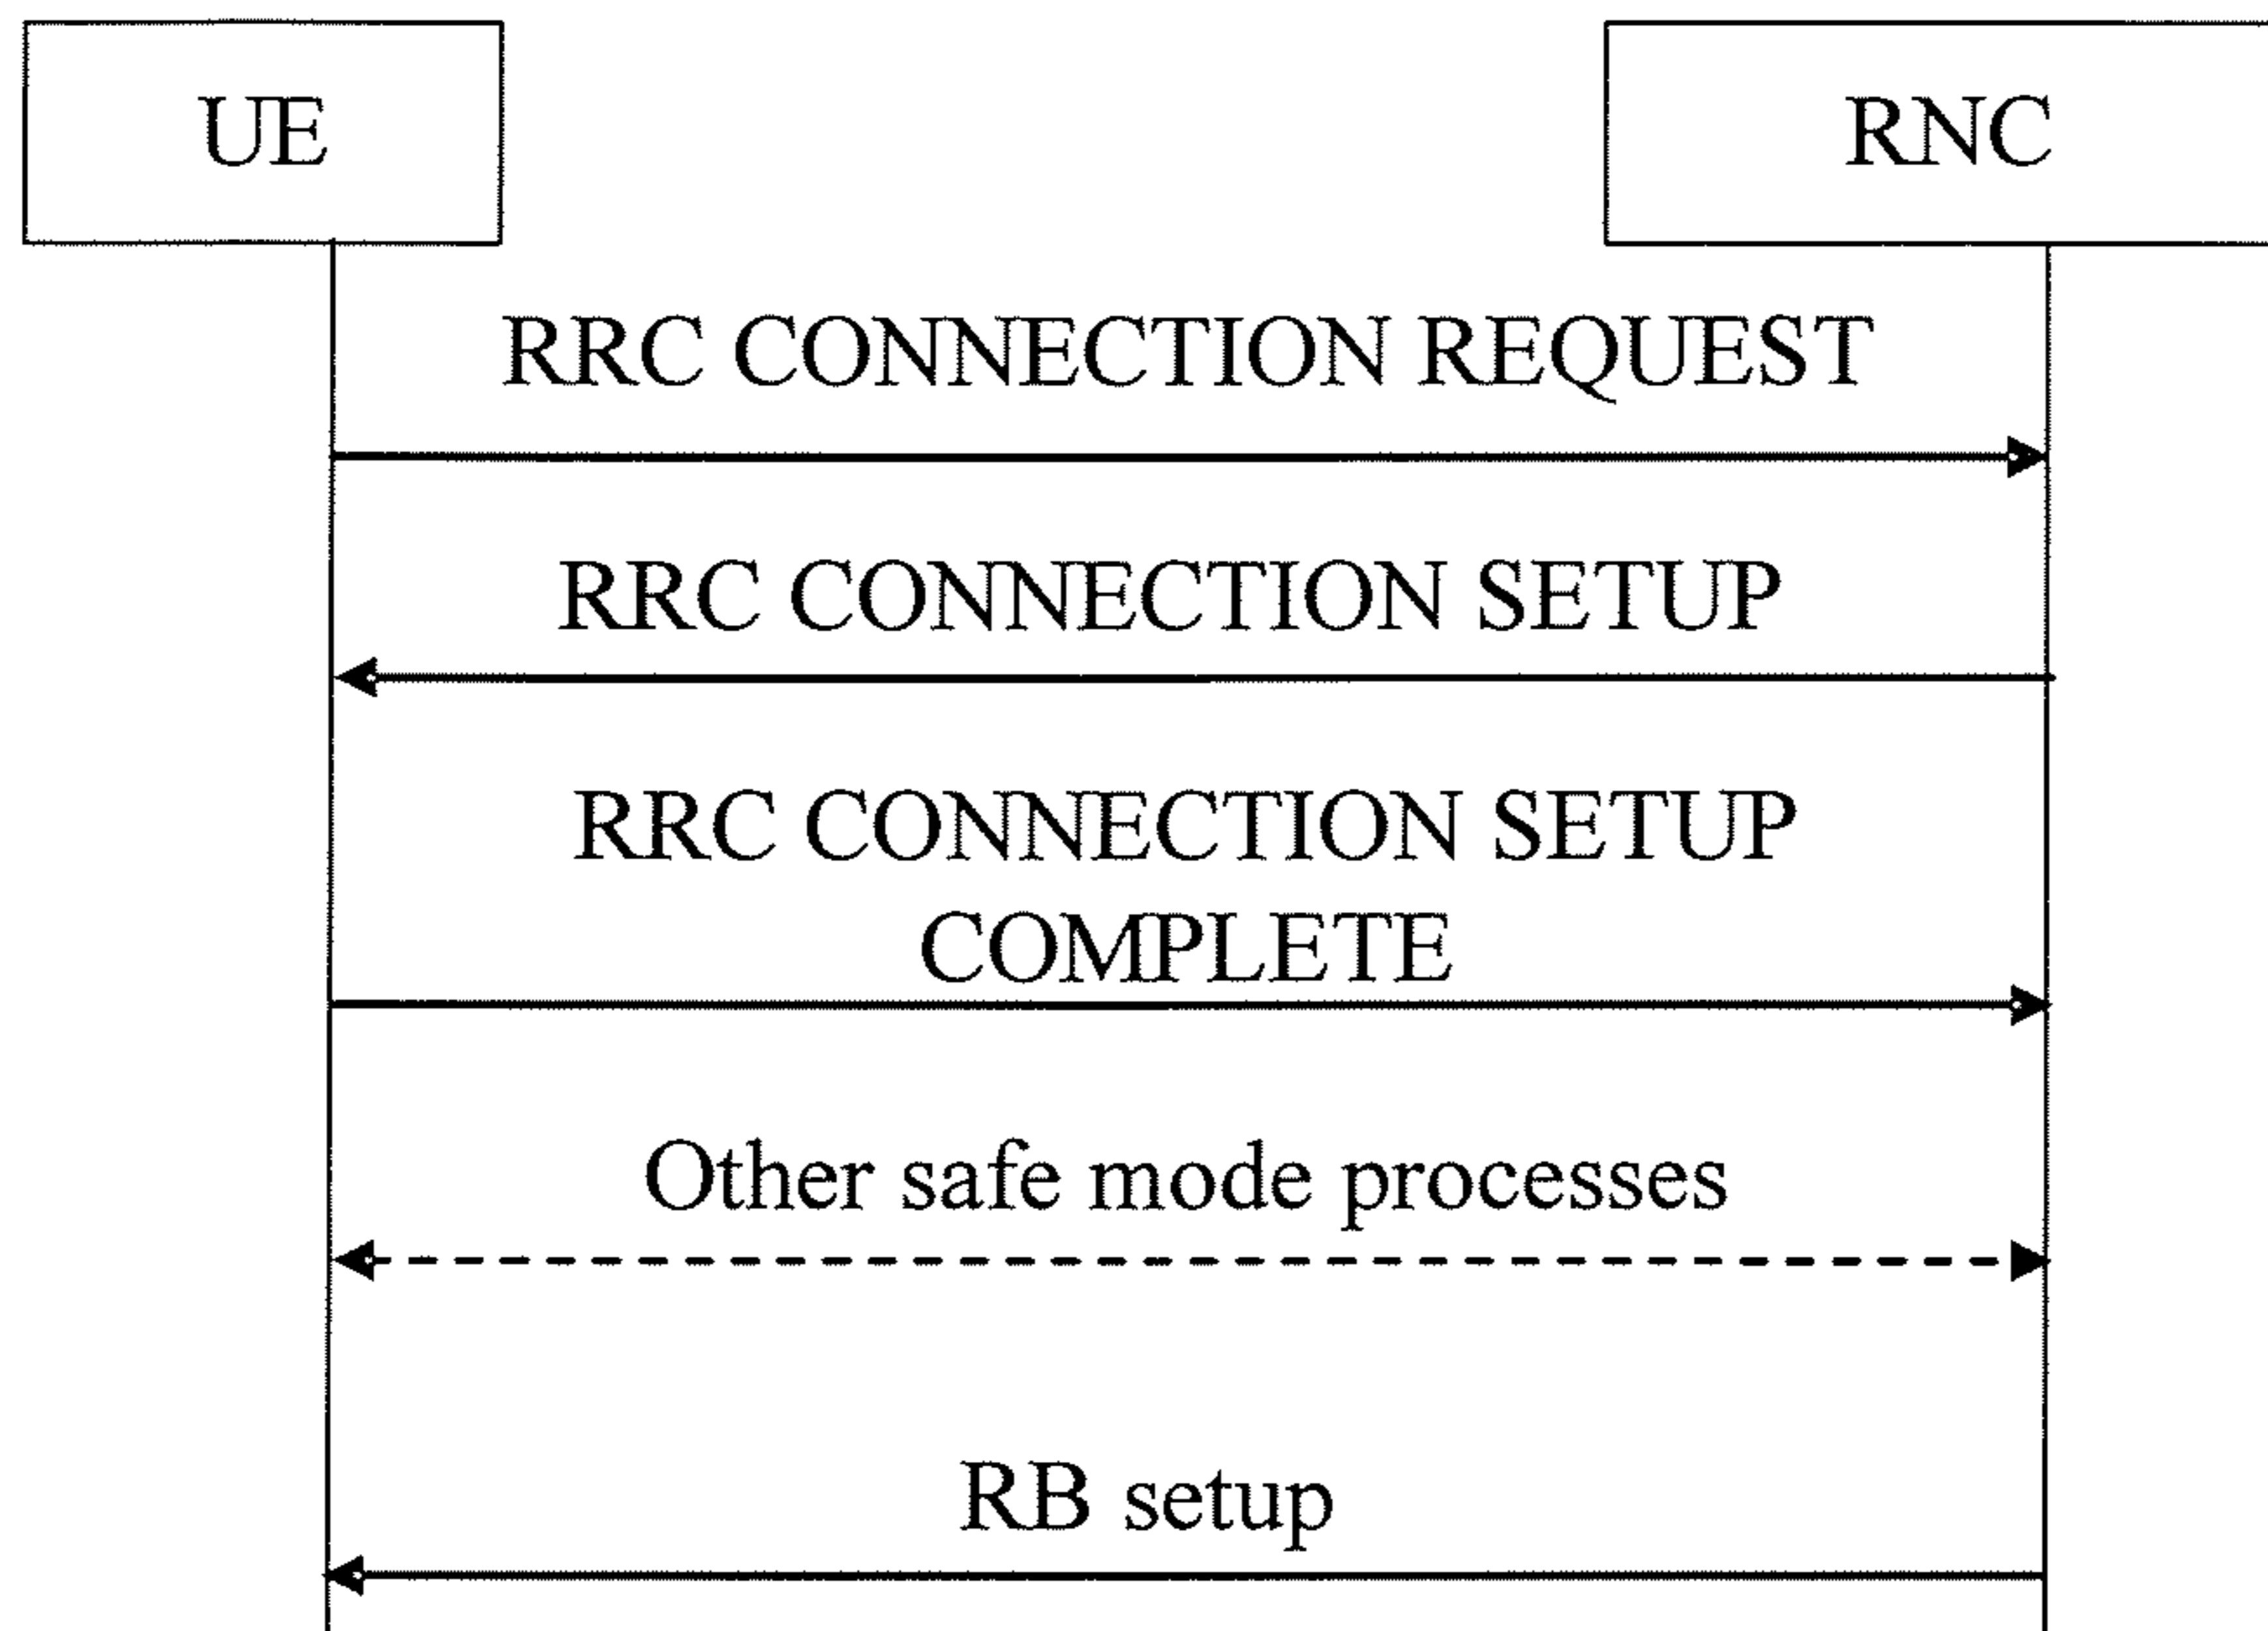 UE
RNC
RRC CONNECTION REQUEST
RRC CONNECTION SETUP
RRC CONNECTION SETUP
COMPLETE
Other safe mode processes
RB setup